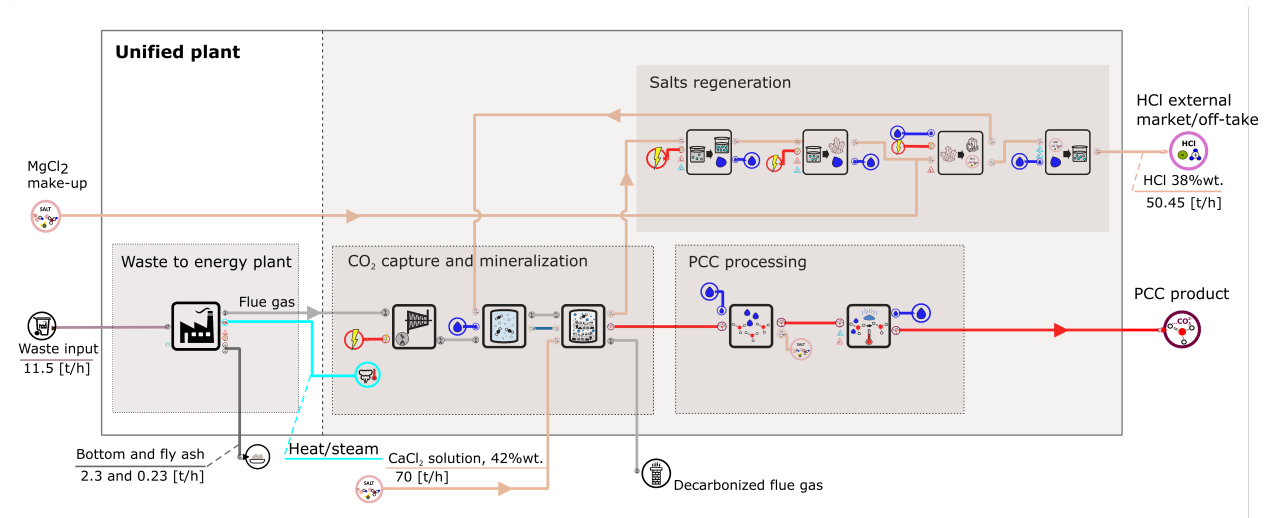 Unified plant
Salts regeneration
HCl external
market/off-take
HCl
HCl 38%wt.
50.45 [t/h]
MgCl2
make-up
SALT
Waste to energy plant
CO2 capture and mineralization
PCC processing
Flue gas
PCC product
CO
Waste input
11.5 [t/h]
SALT
Bottom and fly ash
2.3 and 0.23 [t/h]
Heat/steam
CaCl2 solution, 42%wt.
70 [t/h]
SALT
Decarbonized flue gas